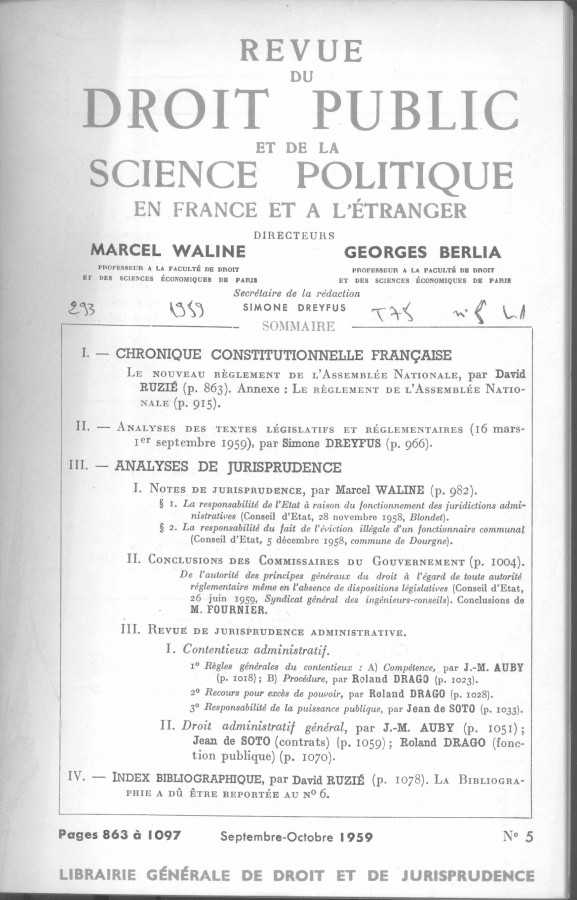 REVUE
DU
DROIT PUBLIC
ET DE LA
SCIENCE POLITIQUE
EN FRANCE ET A L'ÉTRANGER
DIRECTEURS
MARCEL WALINE GEORGES BERLIA
PROFESSEUR A LA FACULTÉ DE DROIT PROFESSEUR A LA FACULTÉ DE DROIT
ET DES SCIENCES ÉCONOMIQUES DE PARIS ET DES SCIENCES ÉCONOMIQUES DE PARIS
Secrétaire de la rédaction
SIMONE DREYFUS
293 1959 T75 n° 5
SOMMAIRE
I. — CHRONIQUE CONSTITUTIONNELLE FRANÇAISE
LE NOUVEAU RÈGLEMENT DE L'ASSEMBLÉE NATIONALE, par David
RUZIÉ (p. 863). Annexe : LE RÈGLEMENT DE L'ASSEMBLÉE NATIO-
NALE (p. 915).
II. — ANALYSES DES TEXTES LÉGISLATIFS ET RÉGLEMENTAIRES (16 mars-
1er septembre 1959), par Simone DREYFUS (p. 966).
III. — ANALYSES DE JURISPRUDENCE
I. NOTES DE JURISPRUDENCE, par Marcel WALINE (p. 982).
§ 1. La responsabilité de l'Etat à raison du fonctionnement des juridictions admi-
nistratives (Conseil d'Etat, 28 novembre 1958, Blondet).
§ 2. La responsabilité du fait de l'éviction illégale d'un fonctionnaire communal
(Conseil d'Etat, 5 décembre 1958, commune de Dourgne).
II. CONCLUSIONS DES COMMISSAIRES DU GOUVERNEMENT (p. 1004).
De l'autorité des principes généraux du droit à l'égard de toute autorité
réglementaire même en l'absence de dispositions législatives (Conseil d'Etat,
26 juin 1959, Syndicat général des ingénieurs-conseils). Conclusions de
M. FOURNIER.
III. REVUE DE JURISPRUDENCE ADMINISTRATIVE.
I. Contentieux administratif.
1° Règles générales du contentieux : A) Compétence, par J.-M. AUBY
(p. 1018) ; B) Procédure, par Roland DRAGO (p. 1023).
2° Recours pour excès de pouvoir, par Roland DRAGO (p. 1028).
3° Responsabilité de la puissance publique, par Jean de SOTO (p. 1033).
II. Droit administratif général, par J.-M. AUBY (p. 1051) ;
Jean de SOTO (contrats) (p. 1059) ; Roland DRAGO (fonc-
tion publique) (p. 1070).
IV. — INDEX BIBLIOGRAPHIQUE, par David RUZIÉ (p. 1078). LA BIBLIOGRA-
PHIE A DÛ ÊTRE REPORTÉE AU N° 6.
Pages 863 à 1097 Septembre-Octobre 1959 N° 5
LIBRAIRIE GÉNÉRALE DE DROIT ET DE JURISPRUDENCE